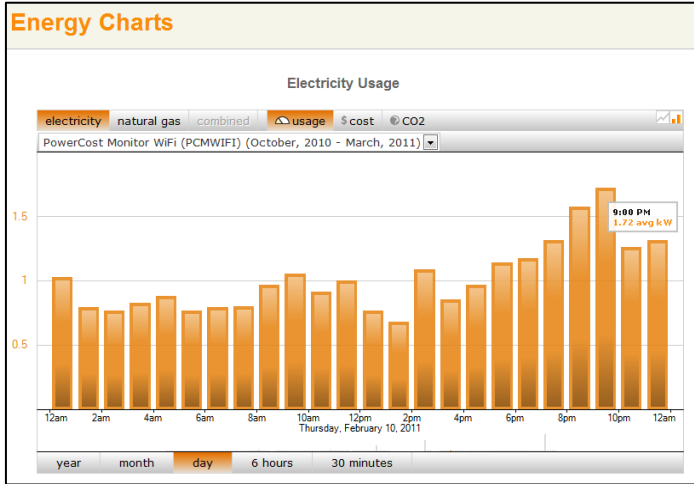 Energy Charts
Electricity Usage
electricity natural gas combined usage $ cost CO2
PowerCost Monitor WiFi (PCMWIFI) (October, 2010 - March, 2011)
1.5
9:00 PM
1.72 avg kW
1
0.5
12am 2am 4am 6am 8am 10am 12pm 2pm 4pm 6pm 8pm 10pm 12am
Thursday, February 10, 2011
year month day 6 hours 30 minutes